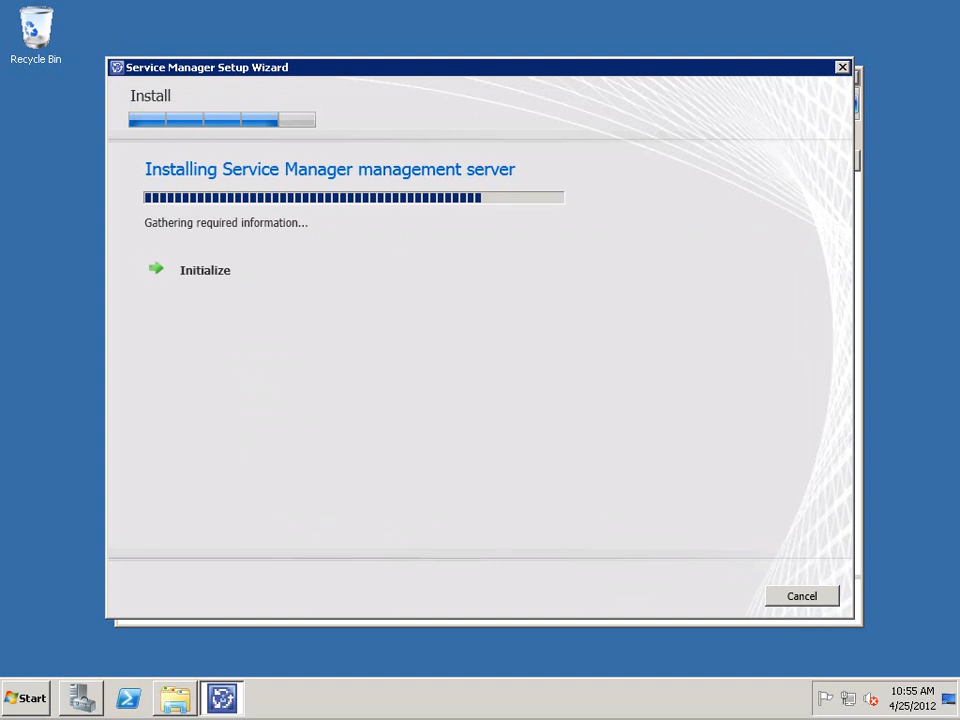 Recycle Bin
Service Manager Setup Wizard
Install
Installing Service Manager management server
Gathering required information...
Initialize
Cancel
Start
10:55 AM
4/25/2012